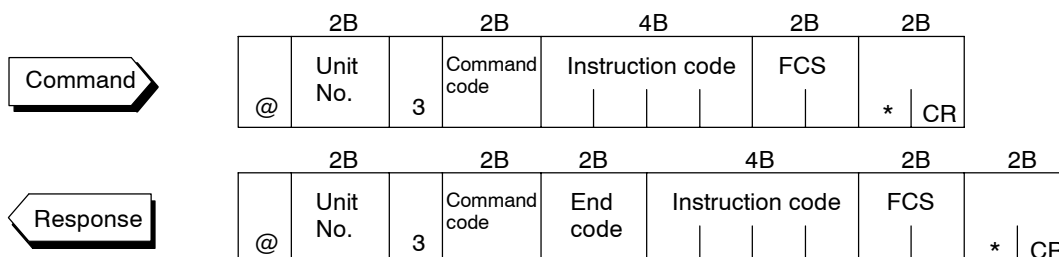 2B 2B 4B 2B 2B
Command @ Unit No. 3 Command code Instruction code FCS * CR
2B 2B 2B 4B 2B 2B
Response @ Unit No. 3 Command code End code Instruction code FCS * CR